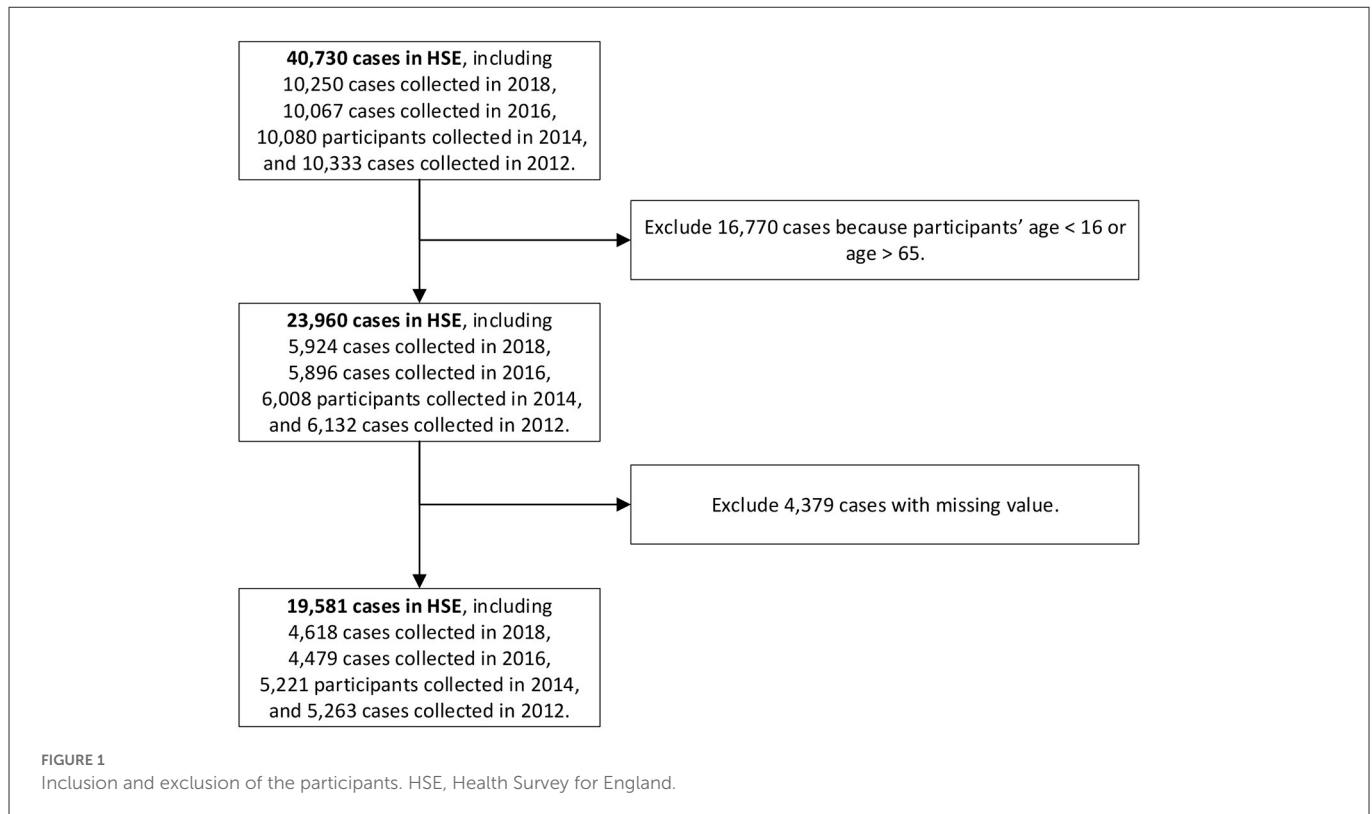 40,730 cases in HSE, including
10,250 cases collected in 2018,
10,067 cases collected in 2016,
10,080 participants collected in 2014,
and 10,333 cases collected in 2012.
Exclude 16,770 cases because participants’ age < 16 or
age > 65.
23,960 cases in HSE, including
5,924 cases collected in 2018,
5,896 cases collected in 2016,
6,008 participants collected in 2014,
and 6,132 cases collected in 2012.
Exclude 4,379 cases with missing value.
19,581 cases in HSE, including
4,618 cases collected in 2018,
4,479 cases collected in 2016,
5,221 participants collected in 2014,
and 5,263 cases collected in 2012.
FIGURE 1
Inclusion and exclusion of the participants. HSE, Health Survey for England.